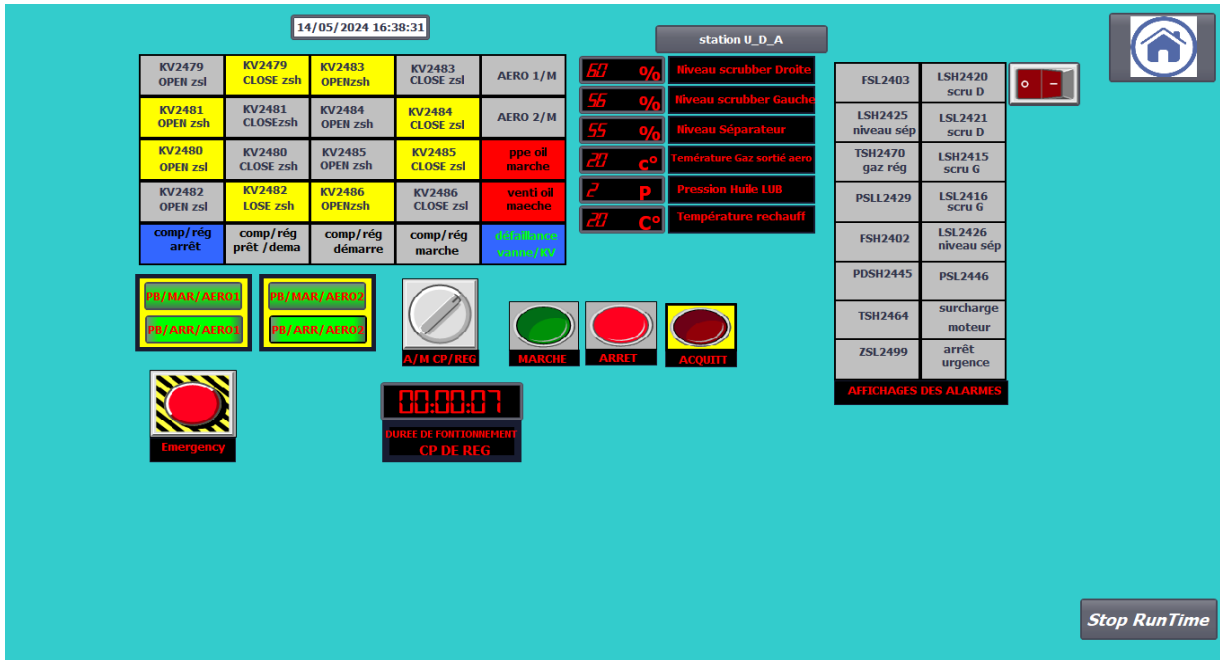 14/05/2024 16:38:31
station U_D_A
KV2479
OPEN zsl
KV2479
CLOSE zsh
KV2483
OPENzsh
KV2483
CLOSE zsl
AERO 1/M
KV2481
OPEN zsh
KV2481
CLOSEzsh
KV2484
OPEN zsh
KV2484
CLOSE zsl
AERO 2/M
KV2480
OPEN zsl
KV2480
CLOSE zsh
KV2485
OPEN zsh
KV2485
CLOSE zsl
ppe oil
marche
KV2482
OPEN zsl
KV2482
LOSE zsh
KV2486
OPENzsh
KV2486
CLOSE zsl
venti oil
maeche
comp/rég
arrêt
comp/rég
prêt /dema
comp/rég
démarre
comp/rég
marche
défaillance
vanne/KV
60 % Niveau scrubber Droite
56 % Niveau scrubber Gauche
55 % Niveau Séparateur
20 c° Temérature Gaz sortié aero
2 P Pression Huile LUB
20 C° Température rechauff
FSL2403
LSH2420
scru D
LSH2425
niveau sép
LSL2421
scru D
TSH2470
gaz rég
LSH2415
scru G
PSLL2429
LSL2416
scru G
FSH2402
LSL2426
niveau sép
PDSH2445
PSL2446
TSH2464
surcharge
moteur
ZSL2499
arrêt
urgence
AFFICHAGES DES ALARMES
PB/MAR/AERO1
PB/ARR/AERO1
PB/MA/AERO2
PB/ARR/AERO2
A/M CP/REG
MARCHE
ARRET
ACQUITT
Emergency
00:00:07
DUREE DE FONTIONNEMENT
CP DE REG
Stop RunTime